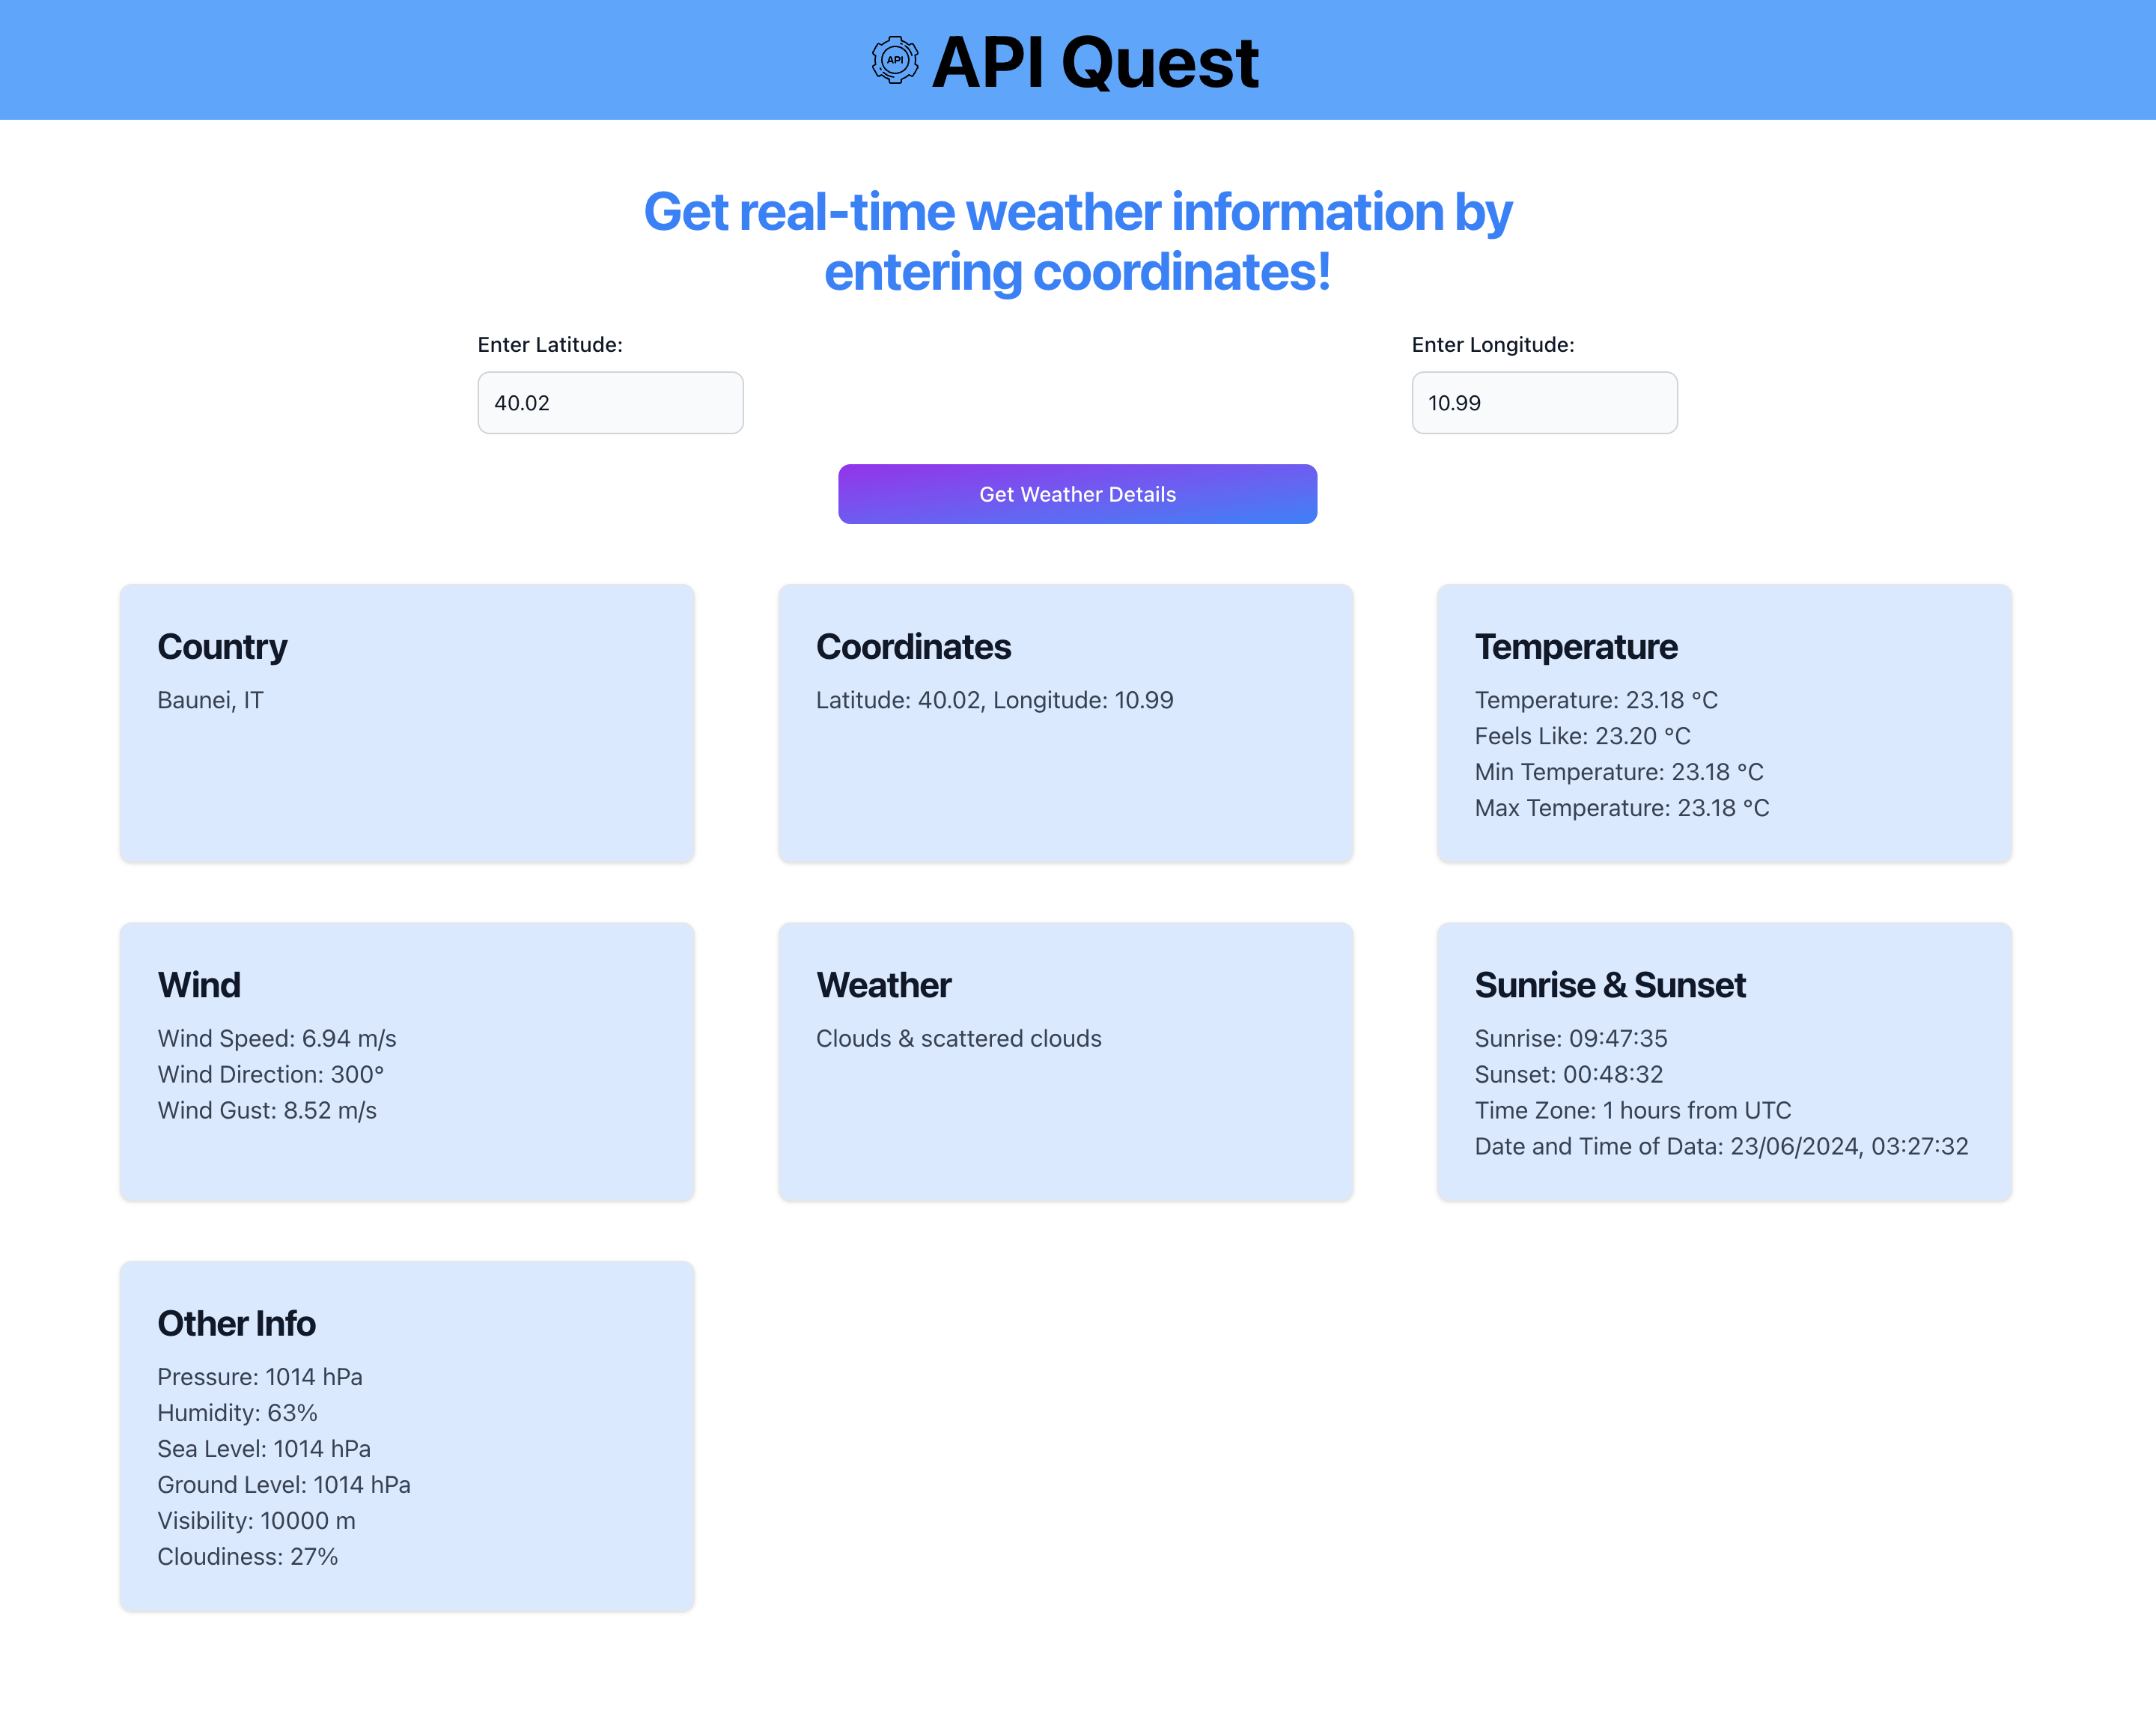 API
API Quest
Get real-time weather information by
entering coordinates!
Enter Latitude:
40.02
Enter Longitude:
10.99
Get Weather Details
Country
Baunei, IT
Coordinates
Latitude: 40.02, Longitude: 10.99
Temperature
Temperature: 23.18 °C
Feels Like: 23.20 °C
Min Temperature: 23.18 °C
Max Temperature: 23.18 °C
Wind
Wind Speed: 6.94 m/s
Wind Direction: 300°
Wind Gust: 8.52 m/s
Weather
Clouds & scattered clouds
Sunrise & Sunset
Sunrise: 09:47:35
Sunset: 00:48:32
Time Zone: 1 hours from UTC
Date and Time of Data: 23/06/2024, 03:27:32
Other Info
Pressure: 1014 hPa
Humidity: 63%
Sea Level: 1014 hPa
Ground Level: 1014 hPa
Visibility: 10000 m
Cloudiness: 27%